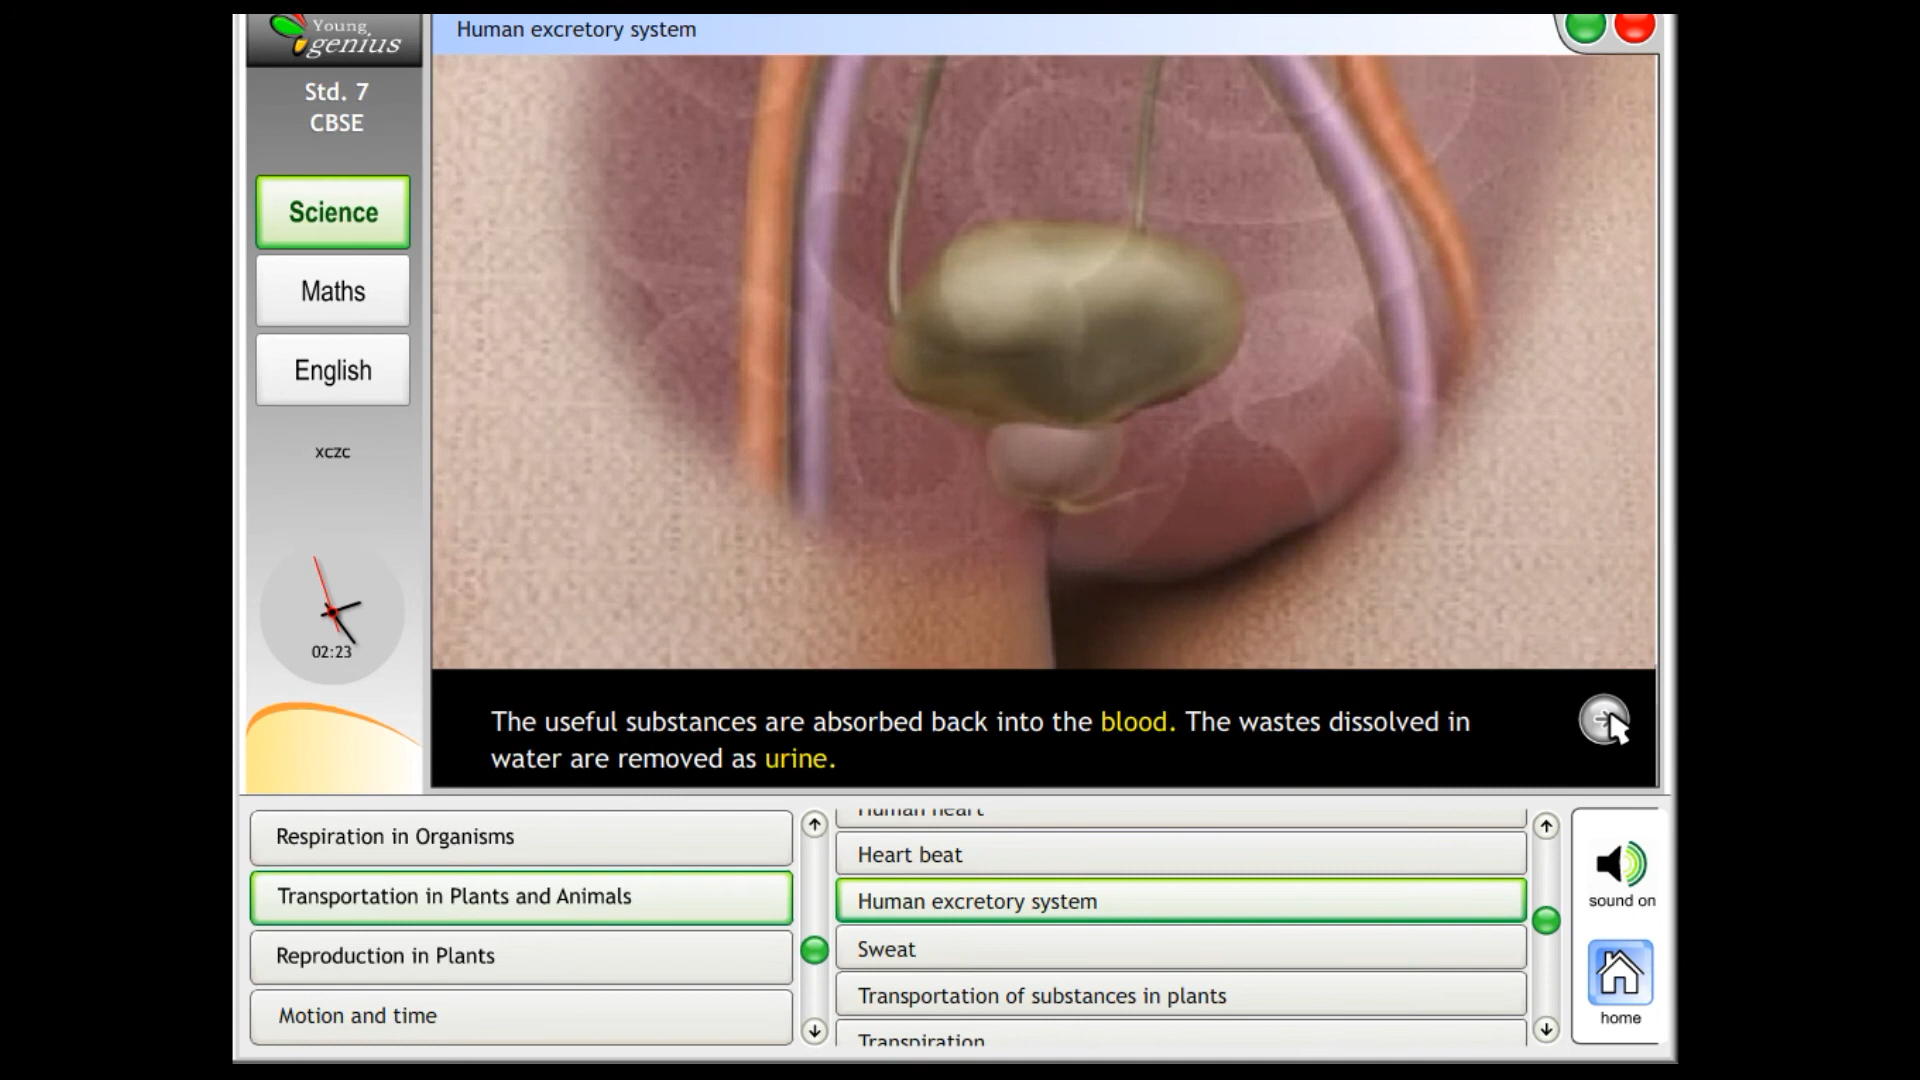 Young
genius
Human excretory system
Std. 7
CBSE
Science
Maths
English
xczc
02:23
The useful substances are absorbed back into the blood. The wastes dissolved in
water are removed as urine.
Respiration in Organisms
Transportation in Plants and Animals
Reproduction in Plants
Motion and time
Human heart
Heart beat
Human excretory system
Sweat
Transportation of substances in plants
Transpiration
sound on
home